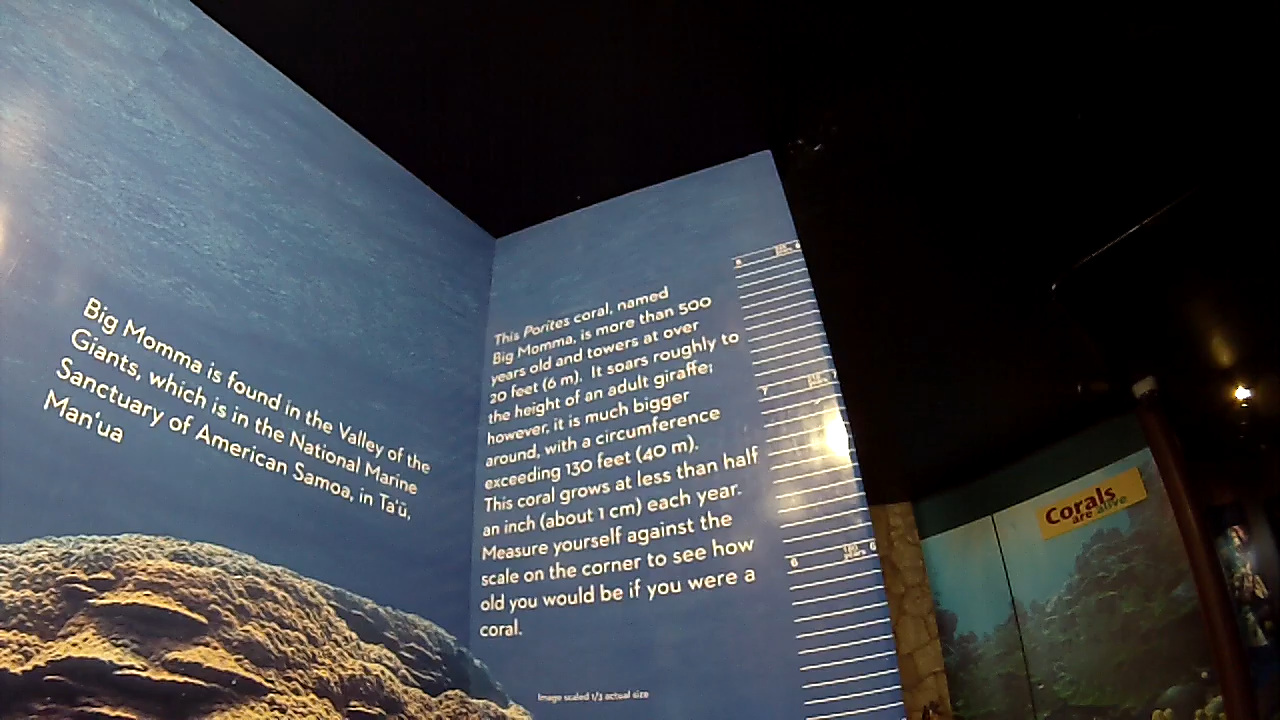 Big Momma is found in the Valley of the
Giants, which is in the National Marine
Sanctuary of American Samoa, in Ta'ū,
Man'ua
This Porites coral, named
Big Momma, is more than 500
years old and towers at over
20 feet (6 m). It soars roughly to
the height of an adult giraffe;
however, it is much bigger
around, with a circumference
exceeding 130 feet (40 m).
This coral grows at less than half
an inch (about 1 cm) each year.
Measure yourself against the
scale on the corner to see how
old you would be if you were a
coral.
Image scaled 1/3 actual size
8
7
6
years 6
Corals
are alive